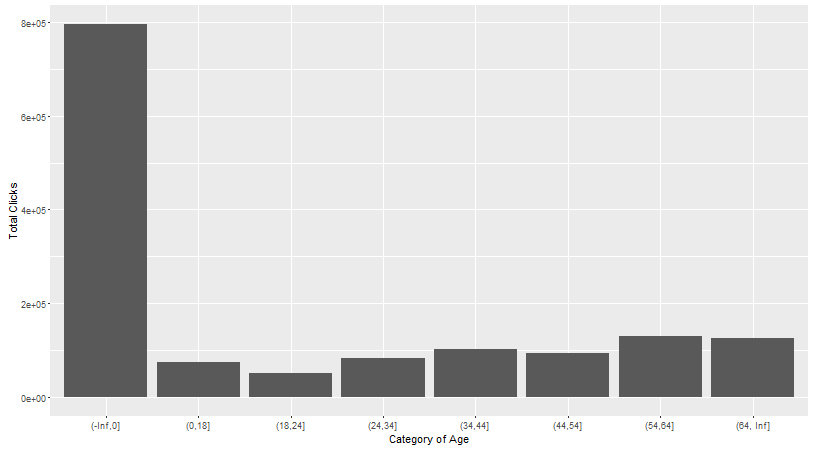 8e+05
6e+05
4e+05
2e+05
0e+00
Total Clicks
(-Inf,0] (0,18] (18,24] (24,34] (34,44] (44,54] (54,64] (64, Inf]
Category of Age